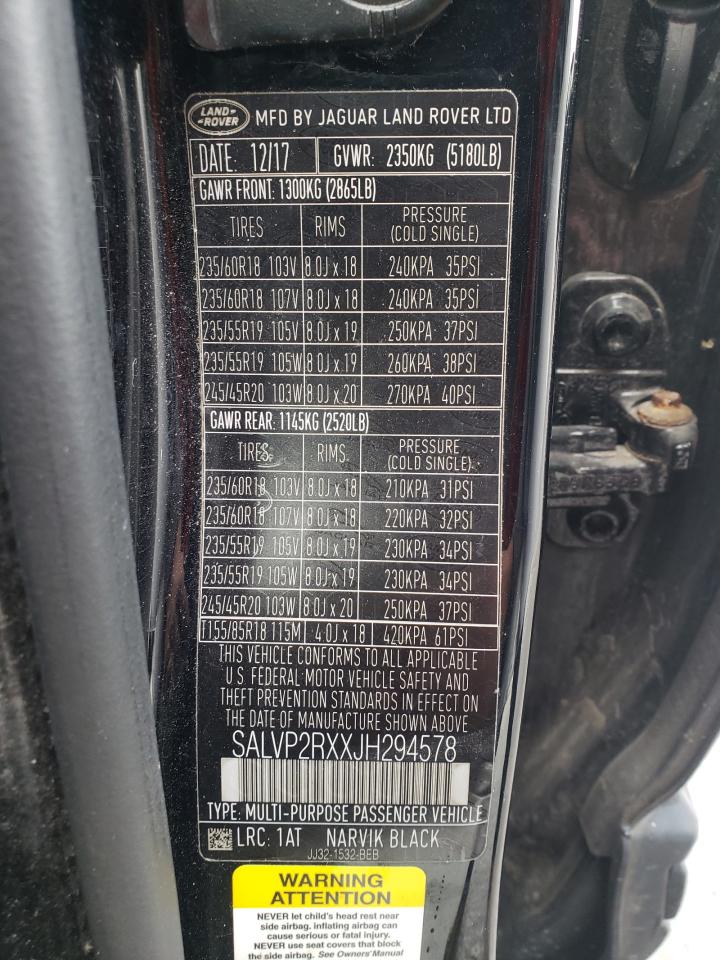 LAND-
-ROVER
MFD BY JAGUAR LAND ROVER LTD
DATE: 12/17 GVWR: 2350KG (5180LB)
GAWR FRONT: 1300KG (2865LB)
TIRES RIMS PRESSURE
(COLD SINGLE)
235/60R18 103V 8.0J x 18 240KPA 35PSI
235/60R18 107V 8.0J x 18 240KPA 35PSI
235/55R19 105V 8.0J x 19 250KPA 37PSI
235/55R19 105W 8.0J x 19 260KPA 38PSI
245/45R20 103W 8.0J x 20 270KPA 40PSI
GAWR REAR: 1145KG (2520LB)
TIRES RIMS PRESSURE
(COLD SINGLE)
235/60R18 103V 8.0J x 18 210KPA 31PSI
235/60R18 107V 8.0J x 18 220KPA 32PSI
235/55R19 105V 8.0J x 19 230KPA 34PSI
235/55R19 105W 8.0J x 19 230KPA 34PSI
245/45R20 103W 8.0J x 20 250KPA 37PSI
T155/85R18 115M 4.0J x 18 420KPA 61PSI
THIS VEHICLE CONFORMS TO ALL APPLICABLE
U.S. FEDERAL MOTOR VEHICLE SAFETY AND
THEFT PREVENTION STANDARDS IN EFFECT ON
THE DATE OF MANUFACTURE SHOWN ABOVE
SALVP2RXXJH294578
TYPE: MULTI-PURPOSE PASSENGER VEHICLE
LRC: 1AT NARVIK BLACK
JJ32-1532-BEB
WARNING
ATTENTION
NEVER let child's head rest near
side airbag. inflating airbag can
cause serious or fatal injury.
NEVER use seat covers that block
the side airbag. See Owners' Manual